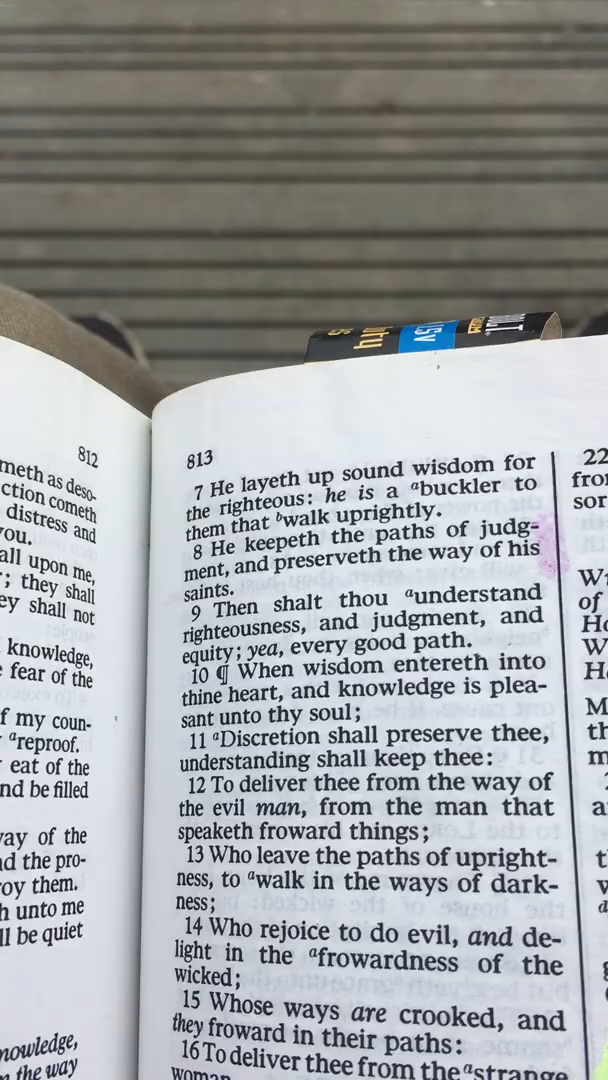 812
meth as deso-
ction cometh
distress and
you.
all upon me,
; they shall
ey shall not
knowledge,
fear of the
f my coun-
ᵃreproof.
eat of the
nd be filled
way of the
nd the pro-
roy them.
h unto me
ll be quiet
nowledge,
the way
813
7 He layeth up sound wisdom for
the righteous: he is a ᵃbuckler to
them that ᵇwalk uprightly.
8 He keepeth the paths of judg-
ment, and preserveth the way of his
saints.
9 Then shalt thou ᵃunderstand
righteousness, and judgment, and
equity; yea, every good path.
10 ¶ When wisdom entereth into
thine heart, and knowledge is plea-
sant unto thy soul;
11 ᵃDiscretion shall preserve thee,
understanding shall keep thee:
12 To deliver thee from the way of
the evil man, from the man that
speaketh froward things;
13 Who leave the paths of upright-
ness, to ᵃwalk in the ways of dark-
ness;
14 Who rejoice to do evil, and de-
light in the ᵃfrowardness of the
wicked;
15 Whose ways are crooked, and
they froward in their paths:
16 To deliver thee from the ᵃstrange
woman
22
from
sor
of